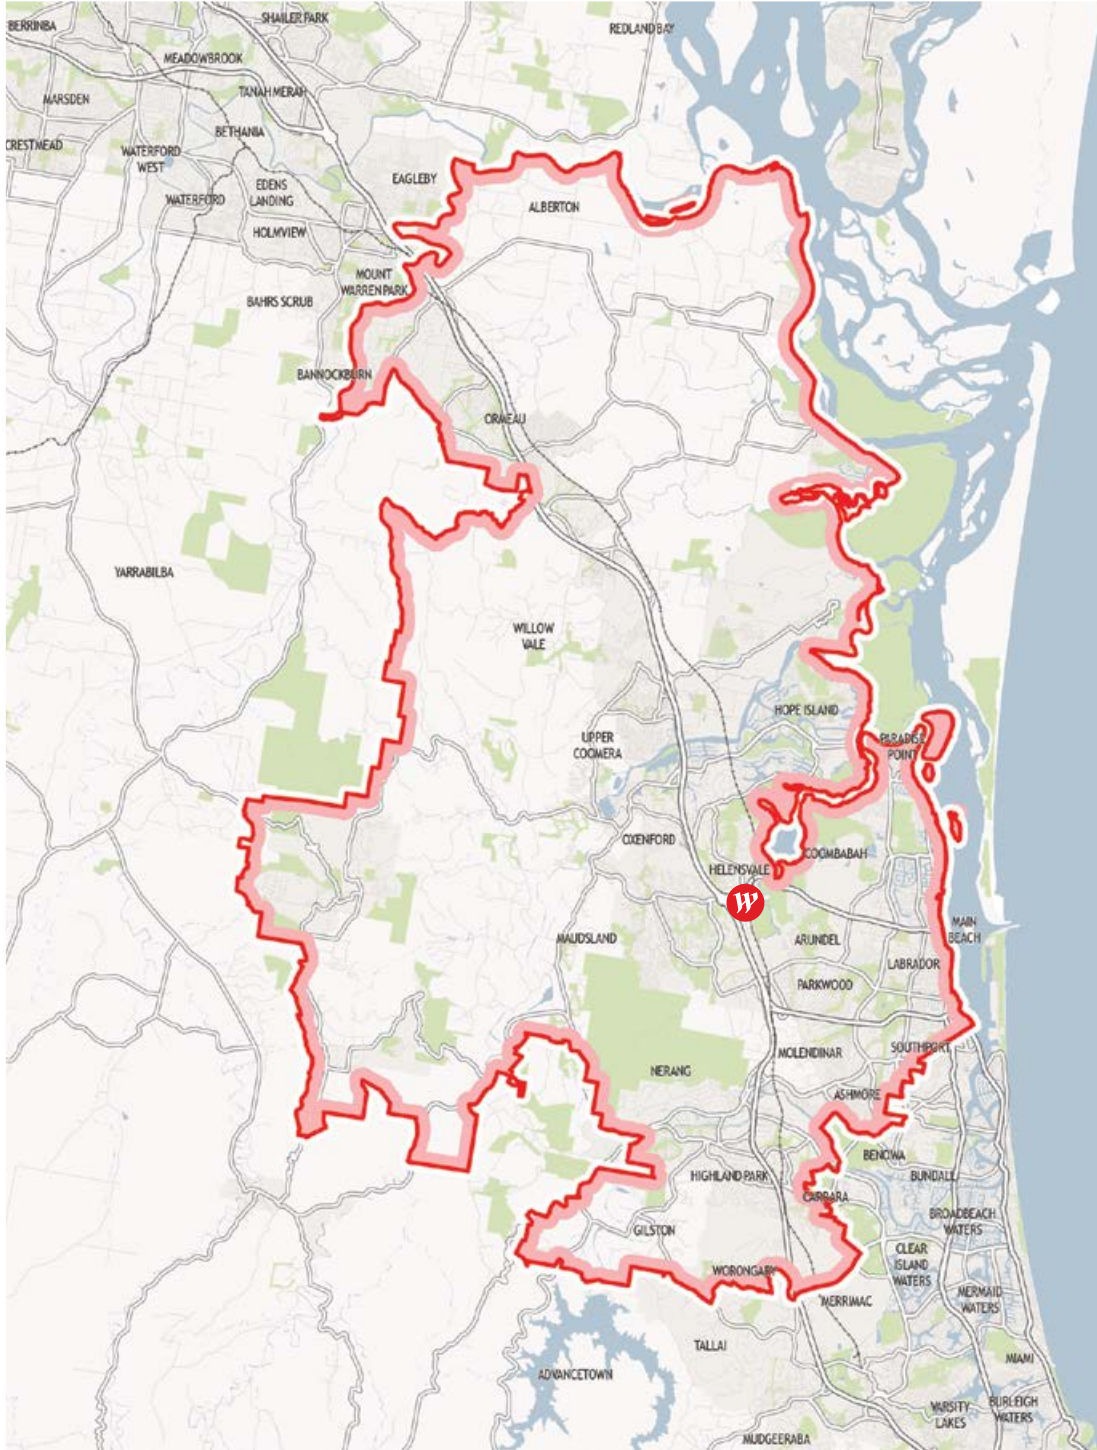 SHAILER PARK
BERRINBA
REDLAND BAY
MEADOWBROOK
TANAH MERAH
MARSDEN
BETHANIA
CRESTMEAD
WATERFORD
WEST
EAGLEBY
EDENS
LANDING
WATERFORD
ALBERTON
HOLMVIEW
MOUNT
WARREN PARK
BAHRS SCRUB
BANNOCKBURN
ORMEAU
YARRABILBA
WILLOW
VALE
HOPE ISLAND
UPPER
COOMERA
PARADISE
POINT
OXENFORD
COOMBABAH
HELENSVALE
W
MAIN
BEACH
MAUDSLAND
ARUNDEL
LABRADOR
PARKWOOD
SOUTHPORT
MOLENDINAR
NERANG
ASHMORE
BENOWA
HIGHLAND PARK
BUNDALL
CARRARA
BROADBEACH
WATERS
GILSTON
CLEAR
ISLAND
WATERS
WORONGARY
MERMAID
WATERS
MERRIMAC
TALLAI
MIAMI
ADVANCETOWN
VARSITY
LAKES
BURLEIGH
WATERS
MUDGEERABA